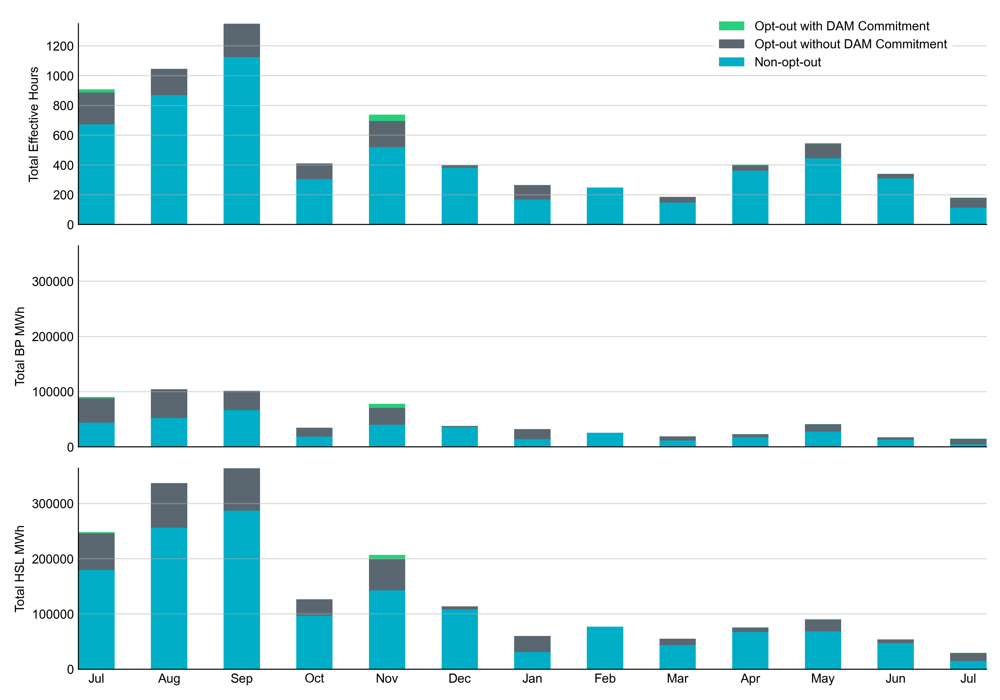 Opt-out with DAM Commitment
Opt-out without DAM Commitment
Non-opt-out
Total Effective Hours
1200
1000
800
600
400
200
0
Total BP MWh
300000
200000
100000
0
Total HSL MWh
300000
200000
100000
0
Jul Aug Sep Oct Nov Dec Jan Feb Mar Apr May Jun Jul